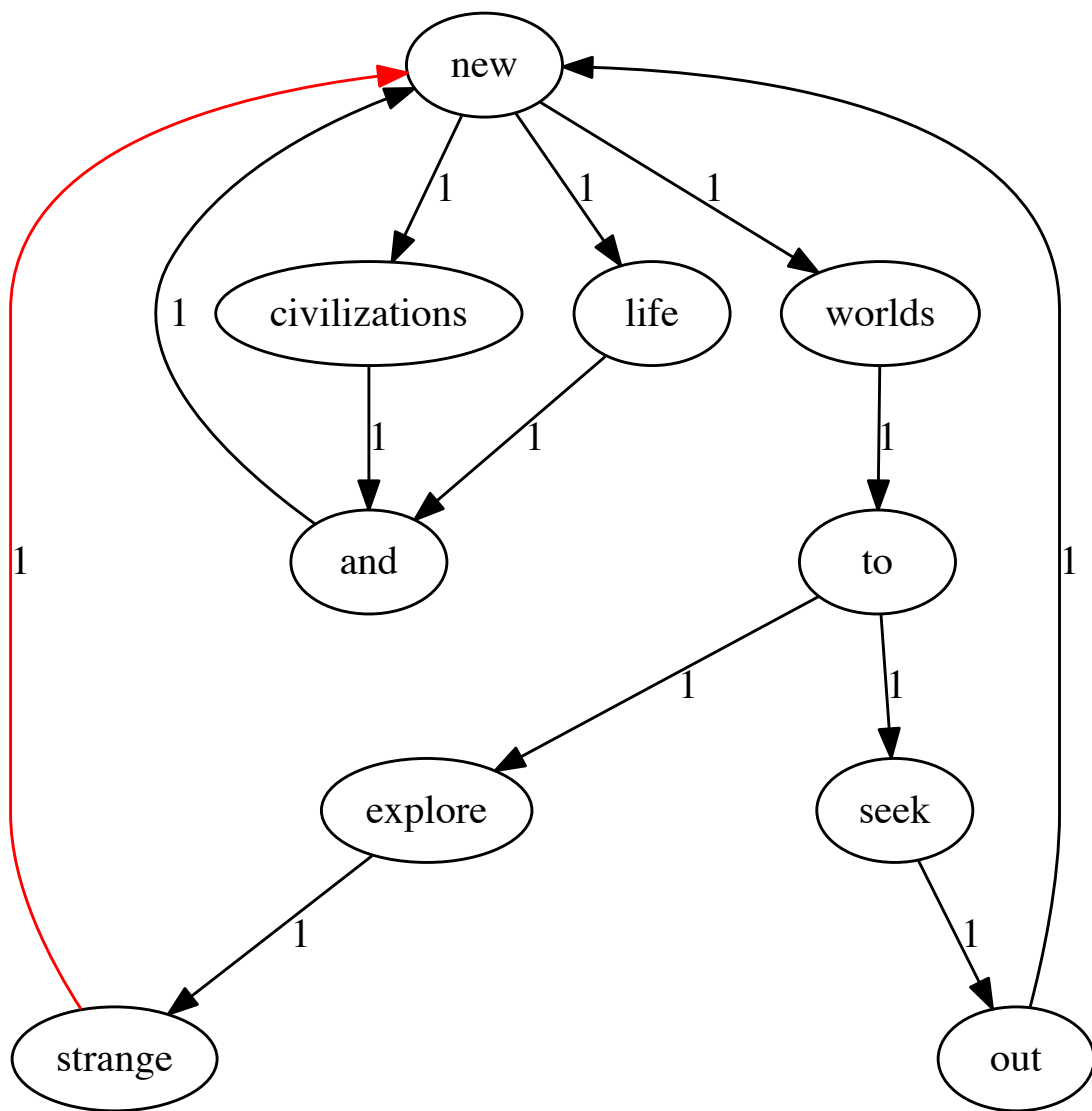 new
1 1 1
civilizations life worlds
1
1 1 1
and to
1 1
1 1
explore seek
1 1
strange out